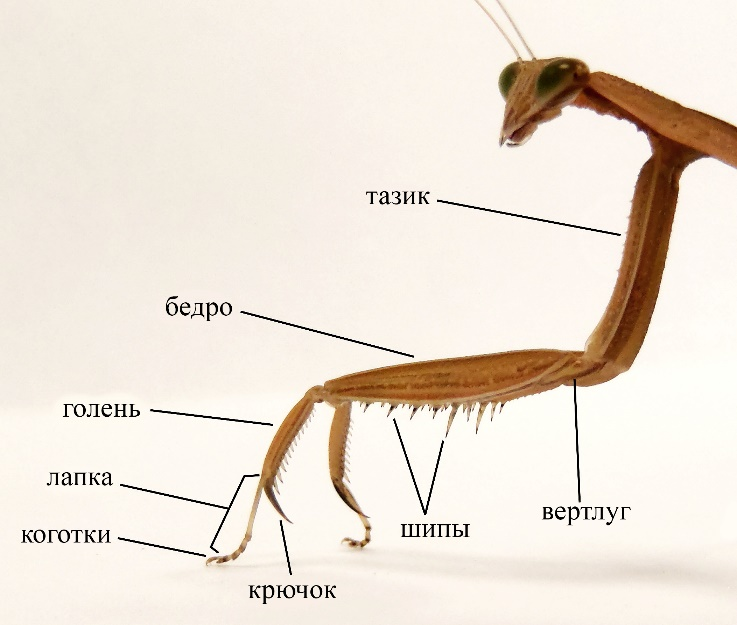 тазик
бедро
голень
лапка
коготки
шипы
вертлуг
крючок